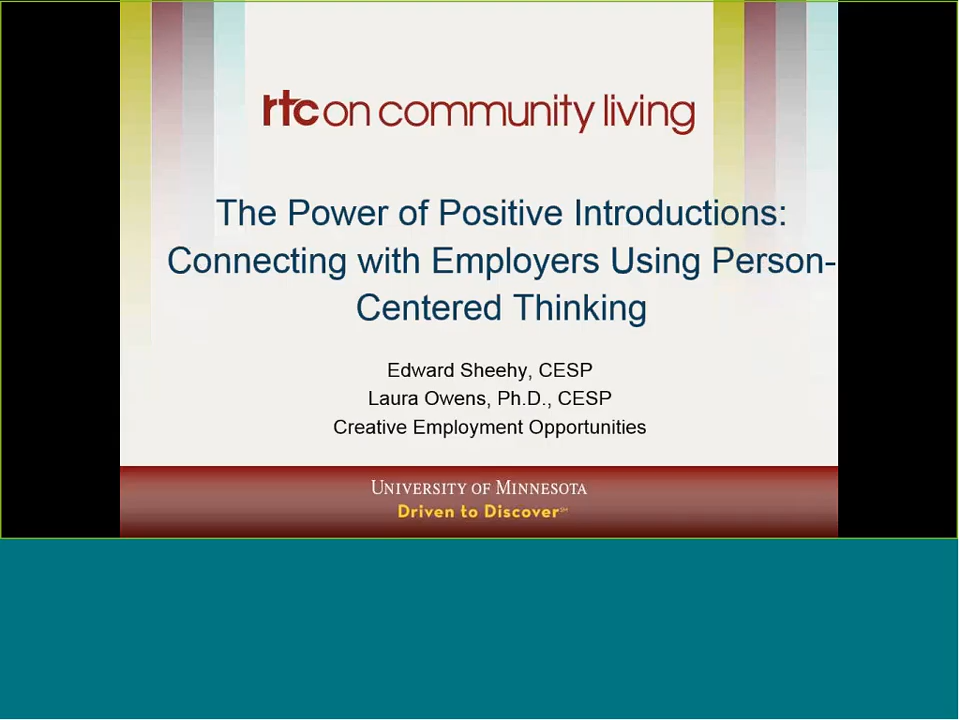 rtc on community living
The Power of Positive Introductions:
Connecting with Employers Using Person-
Centered Thinking
Edward Sheehy, CESP
Laura Owens, Ph.D., CESP
Creative Employment Opportunities
UNIVERSITY OF MINNESOTA
Driven to Discover℠